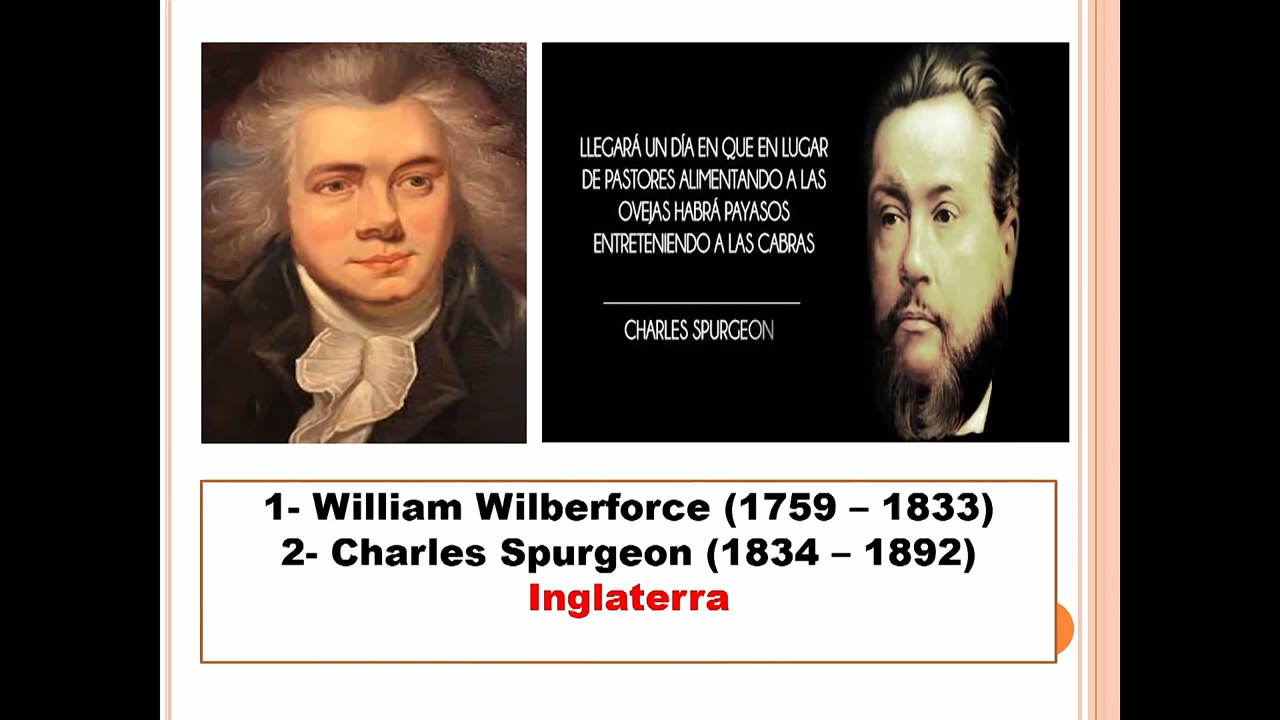 LLEGARÁ UN DÍA EN QUE EN LUGAR
DE PASTORES ALIMENTANDO A LAS
OVEJAS HABRÁ PAYASOS
ENTRETENIENDO A LAS CABRAS
CHARLES SPURGEON
1- William Wilberforce (1759 – 1833)
2- Charles Spurgeon (1834 – 1892)
Inglaterra